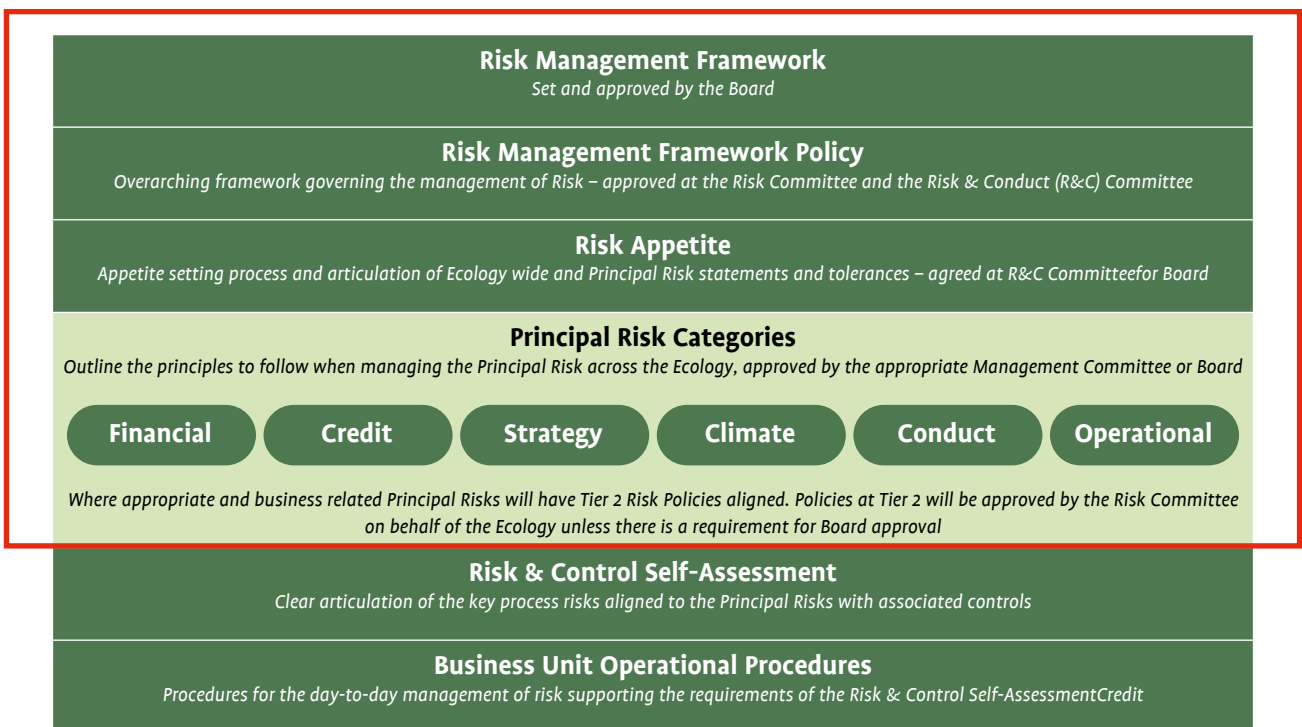 Risk Management Framework
Set and approved by the Board
Risk Management Framework Policy
Overarching framework governing the management of Risk – approved at the Risk Committee and the Risk & Conduct (R&C) Committee
Risk Appetite
Appetite setting process and articulation of Ecology wide and Principal Risk statements and tolerances – agreed at R&C Committeefor Board
Principal Risk Categories
Outline the principles to follow when managing the Principal Risk across the Ecology, approved by the appropriate Management Committee or Board
Financial Credit Strategy Climate Conduct Operational
Where appropriate and business related Principal Risks will have Tier 2 Risk Policies aligned. Policies at Tier 2 will be approved by the Risk Committee
on behalf of the Ecology unless there is a requirement for Board approval
Risk & Control Self-Assessment
Clear articulation of the key process risks aligned to the Principal Risks with associated controls
Business Unit Operational Procedures
Procedures for the day-to-day management of risk supporting the requirements of the Risk & Control Self-AssessmentCredit